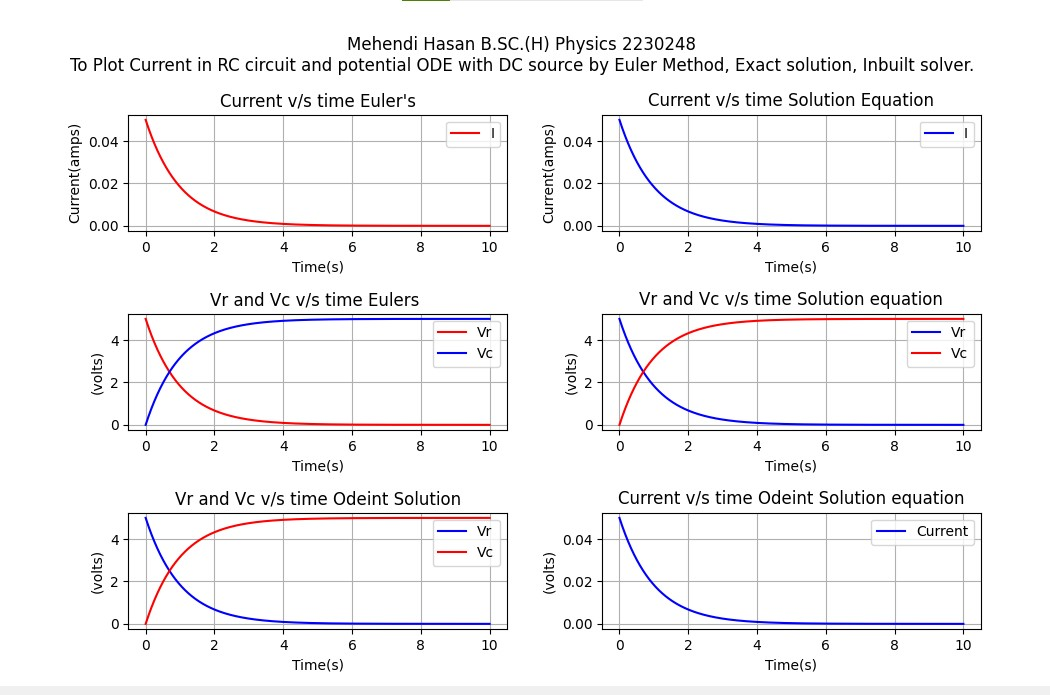 Mehendi Hasan B.SC.(H) Physics 2230248
To Plot Current in RC circuit and potential ODE with DC source by Euler Method, Exact solution, Inbuilt solver.
Current v/s time Euler's
Current(amps)
0.04
0.02
0.00
I
0 2 4 6 8 10
Time(s)
Current v/s time Solution Equation
Current(amps)
0.04
0.02
0.00
I
0 2 4 6 8 10
Time(s)
Vr and Vc v/s time Eulers
(volts)
4
2
0
Vr
Vc
0 2 4 6 8 10
Time(s)
Vr and Vc v/s time Solution equation
(volts)
4
2
0
Vr
Vc
0 2 4 6 8 10
Time(s)
Vr and Vc v/s time Odeint Solution
(volts)
4
2
0
Vr
Vc
0 2 4 6 8 10
Time(s)
Current v/s time Odeint Solution equation
(volts)
0.04
0.02
0.00
Current
0 2 4 6 8 10
Time(s)